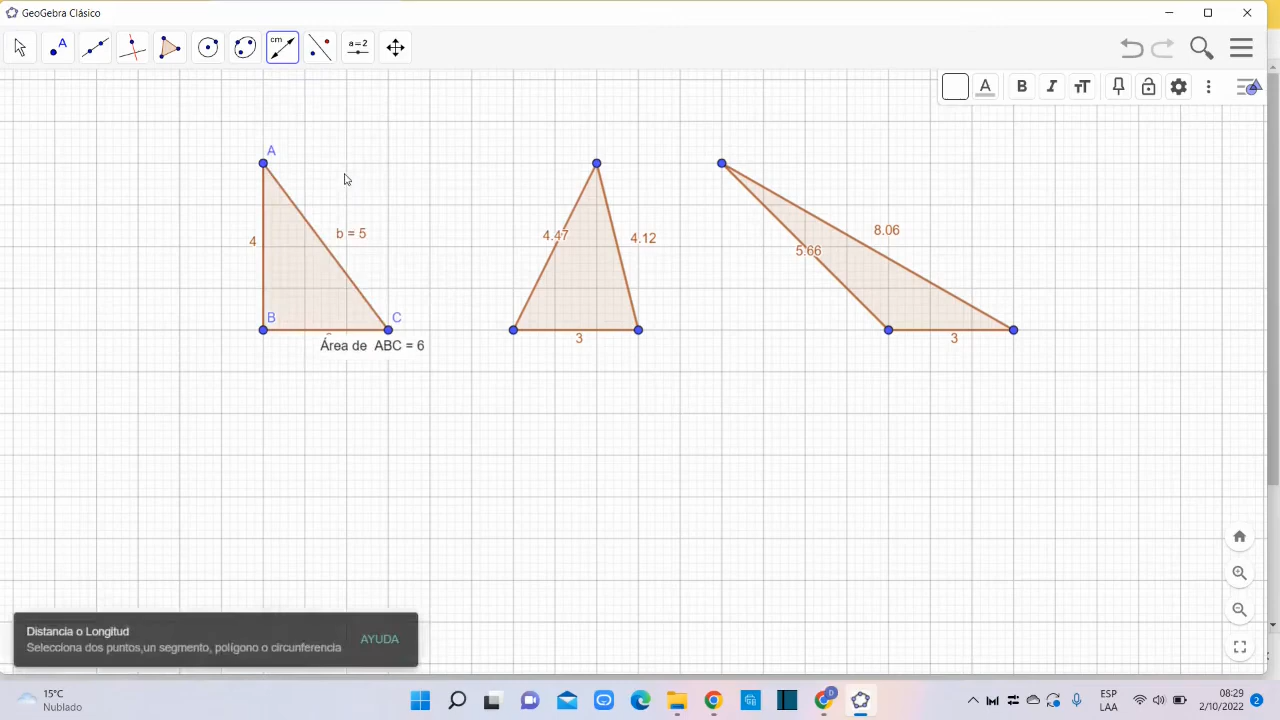 GeoGebra Clásico
A
a=2
A
B
I
TT
cm
A
4
b = 5
B
C
Área de ABC = 6
4.47
4.12
3
5.66
8.06
3
Distancia o Longitud
Selecciona dos puntos,un segmento, polígono o circunferencia
AYUDA
15°C
Nublado
ESP
LAA
08:29
2/10/2022
2
D